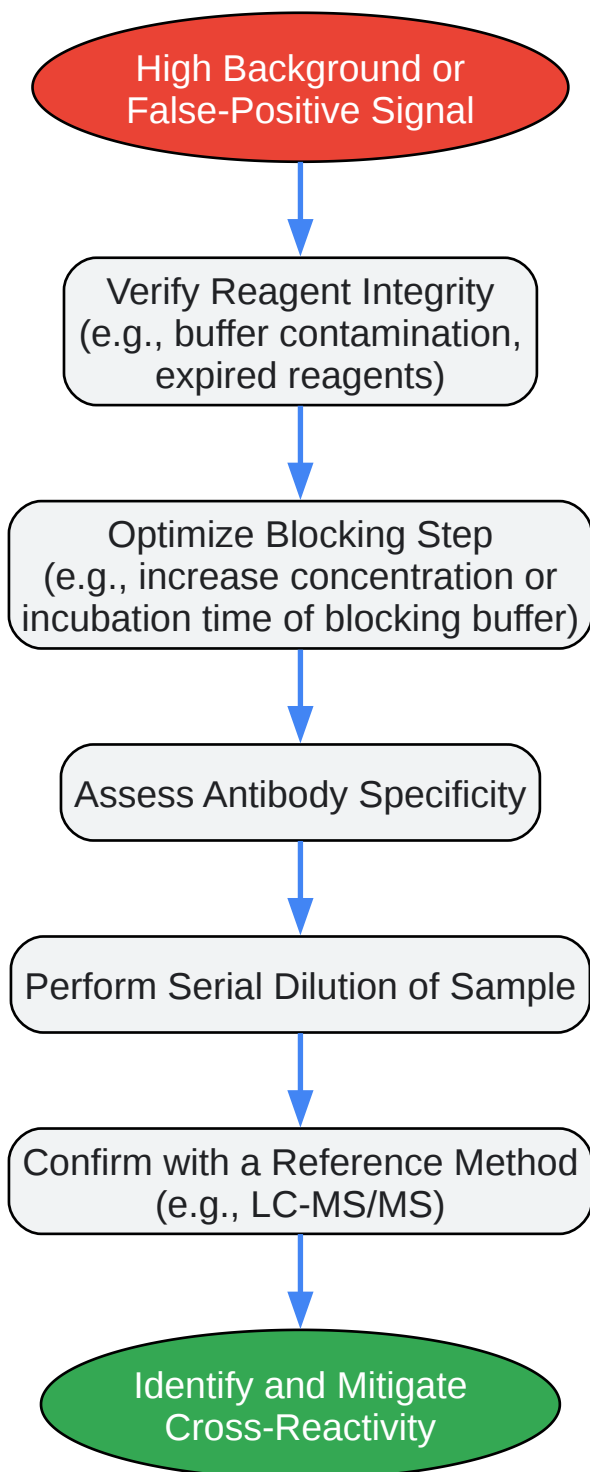 High Background or
False-Positive Signal
Verify Reagent Integrity
(e.g., buffer contamination,
expired reagents)
Optimize Blocking Step
(e.g., increase concentration or
incubation time of blocking buffer)
Assess Antibody Specificity
Perform Serial Dilution of Sample
Confirm with a Reference Method
(e.g., LC-MS/MS)
Identify and Mitigate
Cross-Reactivity